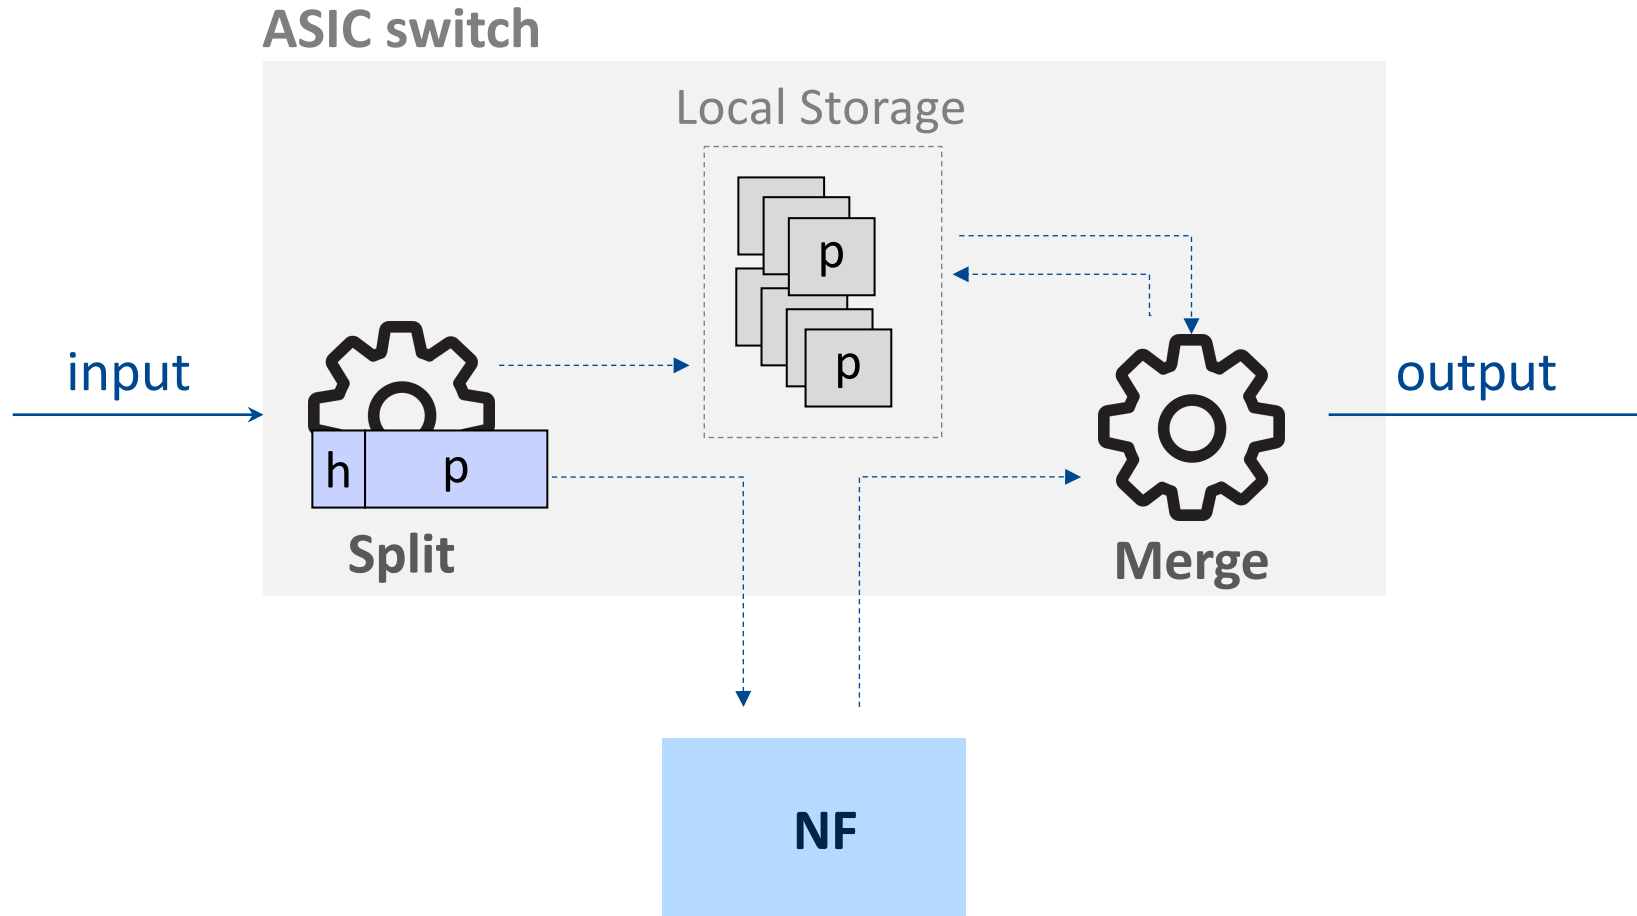 ASIC switch
Local Storage
p
p
input
output
h
p
Split
Merge
NF